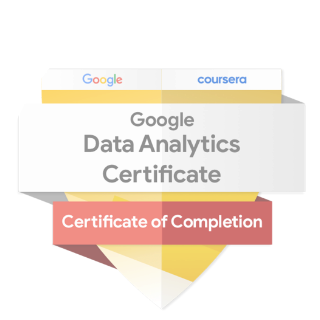 Google coursera
Google
Data Analytics
Certificate
Certificate of Completion